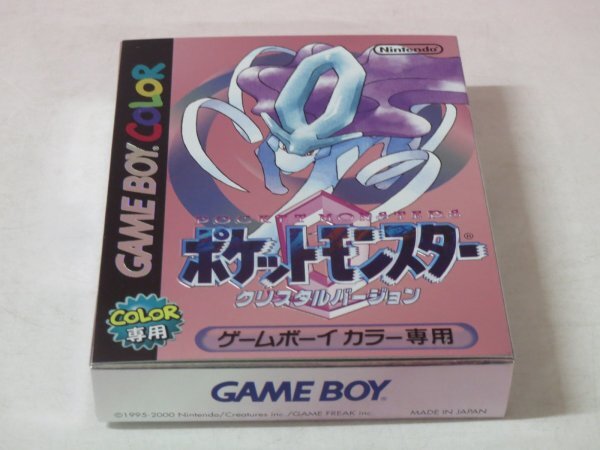 Nintendo
GAME BOY COLOR
POCKET MONSTERS
ポケットモンスター®
クリスタルバージョン
COLOR
専用
ゲームボーイ カラー専用
GAME BOY
©1995-2000 Nintendo/Creatures inc./GAME FREAK inc.
MADE IN JAPAN